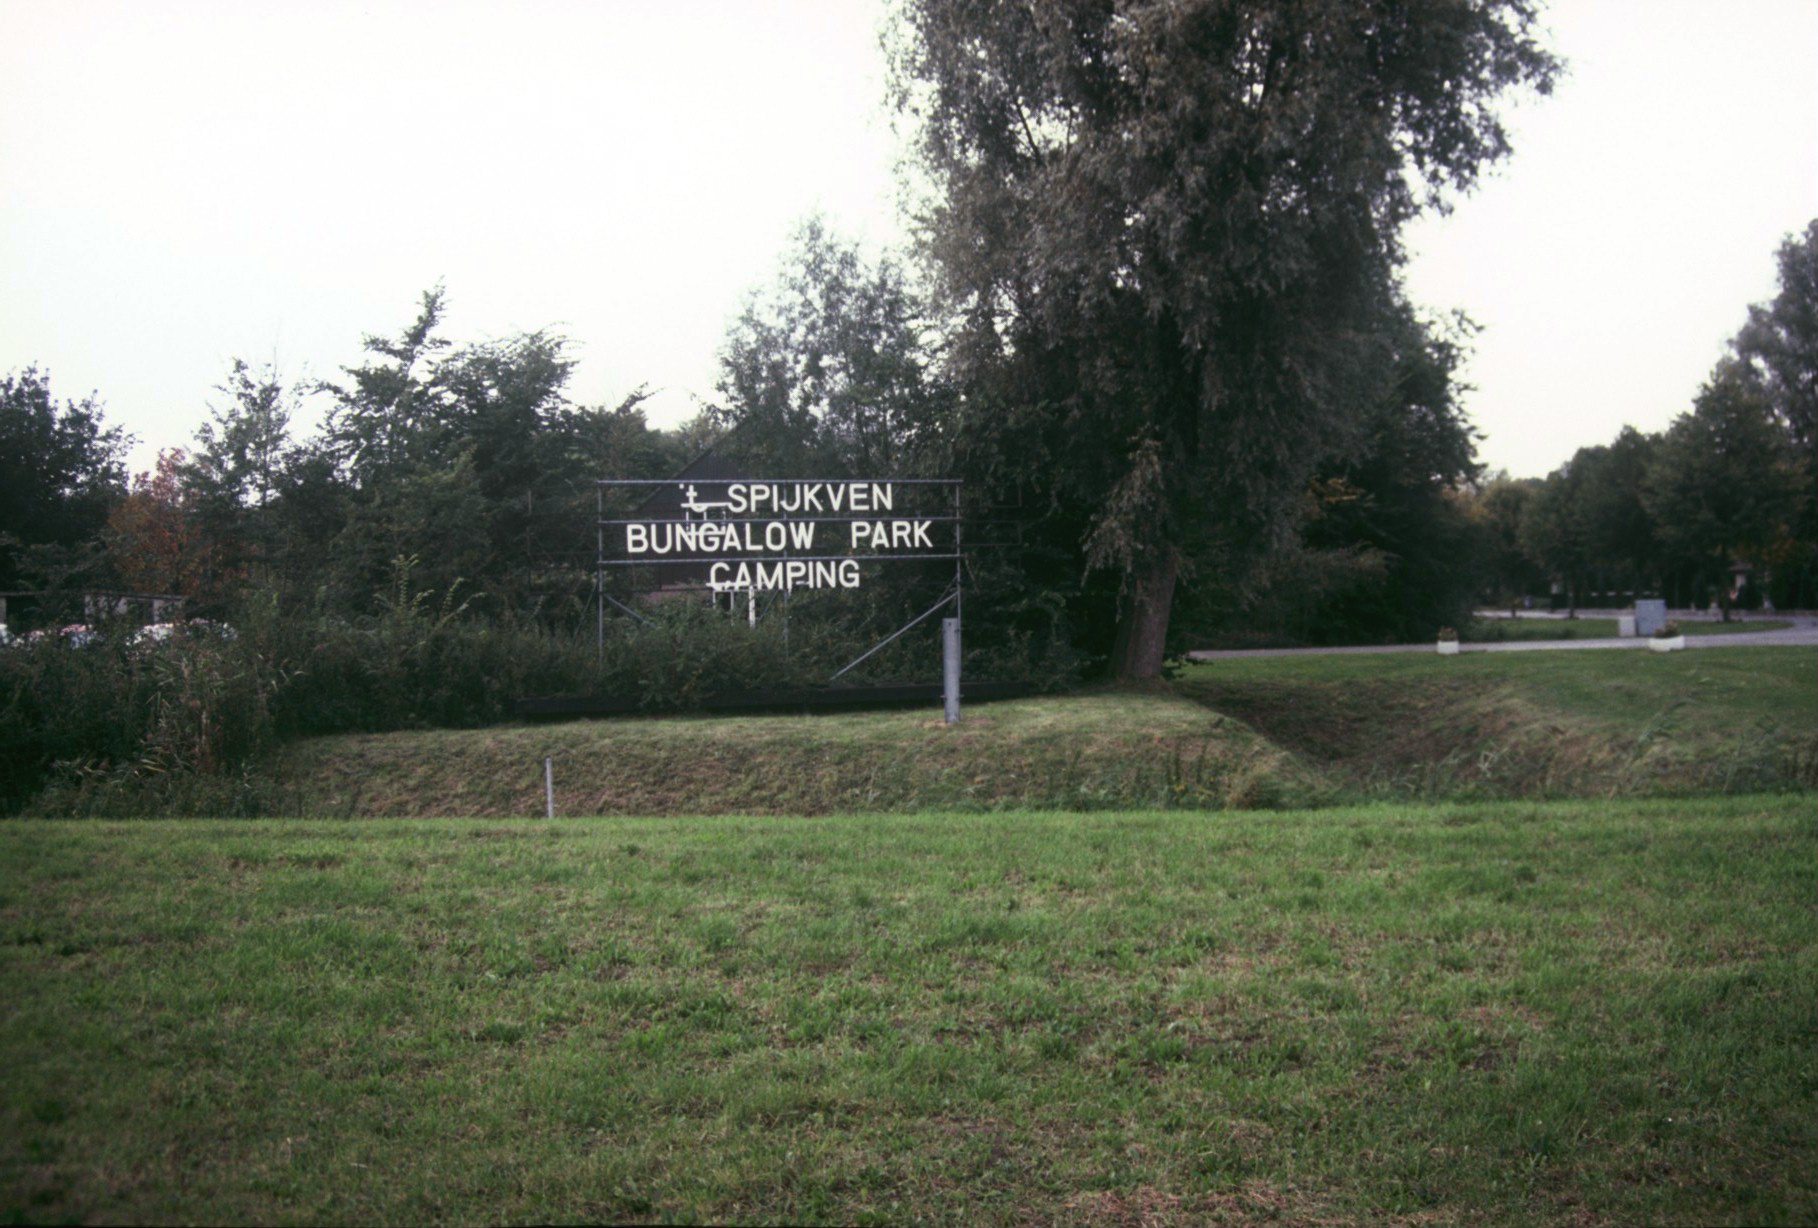 't SPIJKVEN
BUNGALOW PARK
CAMPING